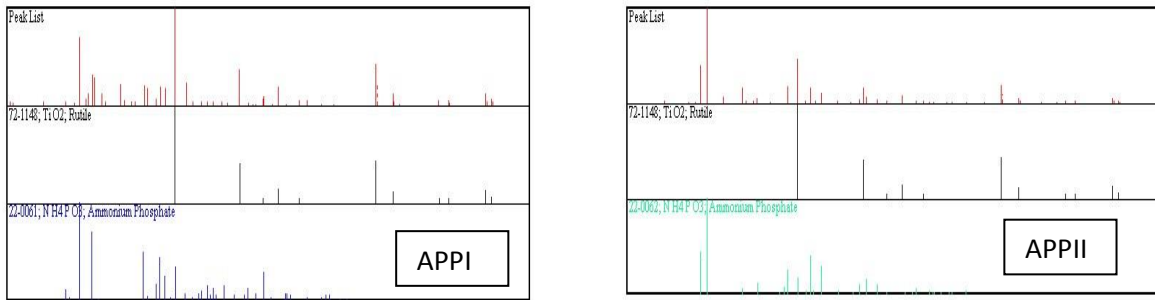 Peak List
72-1148; Ti O2; Rutile
22-0061; N H4 P O3; Ammonium Phosphate
APPI
Peak List
72-1148; Ti O2; Rutile
22-0062; N H4 P O3; Ammonium Phosphate
APPII